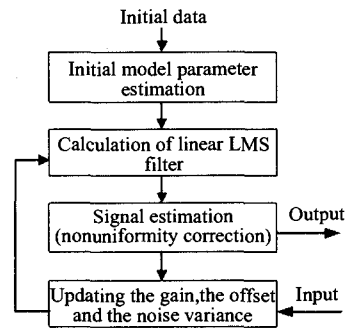 Initial data
Initial model parameter
estimation
Calculation of linear LMS
filter
Signal estimation
(nonuniformity correction)
Output
Updating the gain,the offset
and the noise variance
Input